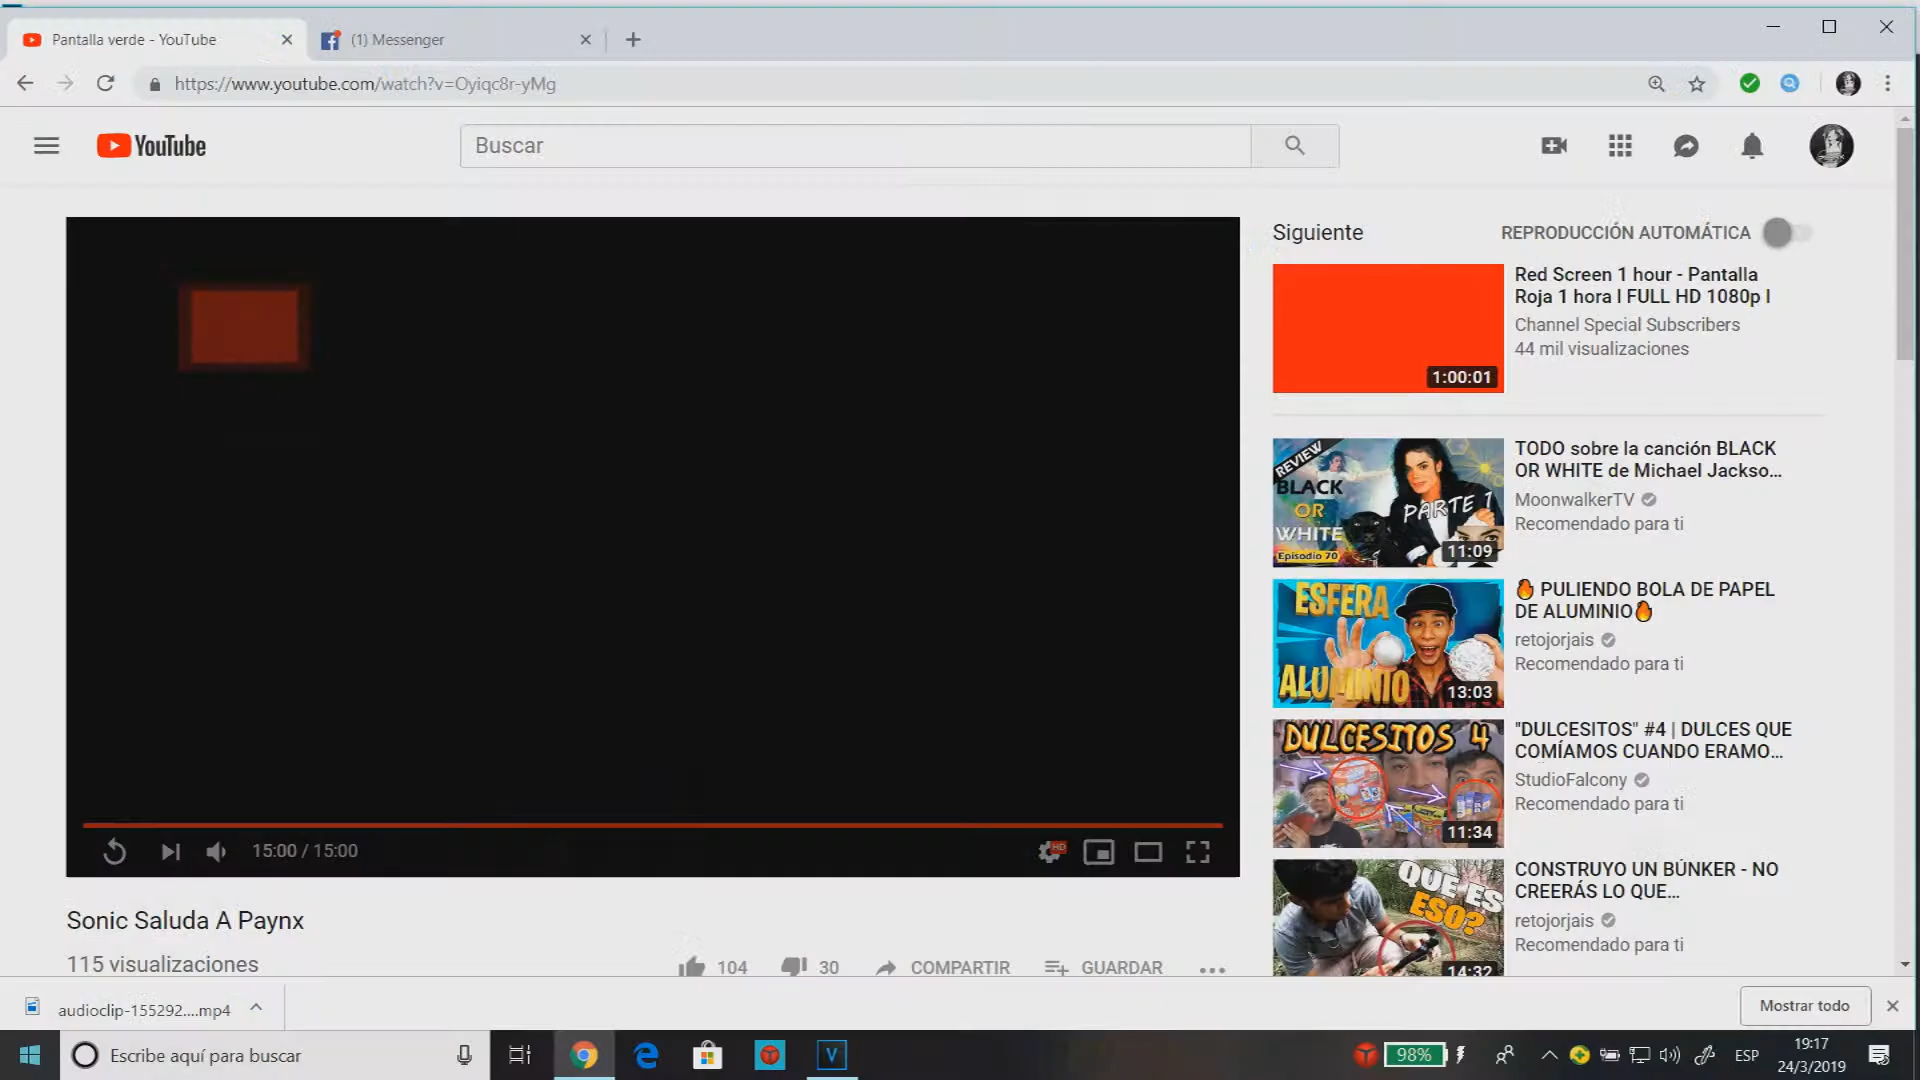 Pantalla verde - YouTube
(1) Messenger
https://www.youtube.com/watch?v=Oyiqc8r-yMg
YouTube
Buscar
Siguiente
REPRODUCCIÓN AUTOMÁTICA
Red Screen 1 hour - Pantalla
Roja 1 hora I FULL HD 1080p I
Channel Special Subscribers
44 mil visualizaciones
1:00:01
REVIEW
BLACK
OR
WHITE
Episodio 70
PARTE 1
11:09
TODO sobre la canción BLACK
OR WHITE de Michael Jackso...
MoonwalkerTV
Recomendado para ti
ESFERA
ALUMINIO
13:03
PULIENDO BOLA DE PAPEL
DE ALUMINIO
retojorjais
Recomendado para ti
DULCESITOS 4
11:34
"DULCESITOS" #4 | DULCES QUE
COMÍAMOS CUANDO ERAMO...
StudioFalcony
Recomendado para ti
QUE ES
ESO?
14:32
CONSTRUYO UN BÚNKER - NO
CREERÁS LO QUE...
retojorjais
Recomendado para ti
15:00 / 15:00
HD
Sonic Saluda A Paynx
115 visualizaciones
104
30
COMPARTIR
GUARDAR
audioclip-155292....mp4
Mostrar todo
Escribe aquí para buscar
98%
ESP
19:17
24/3/2019